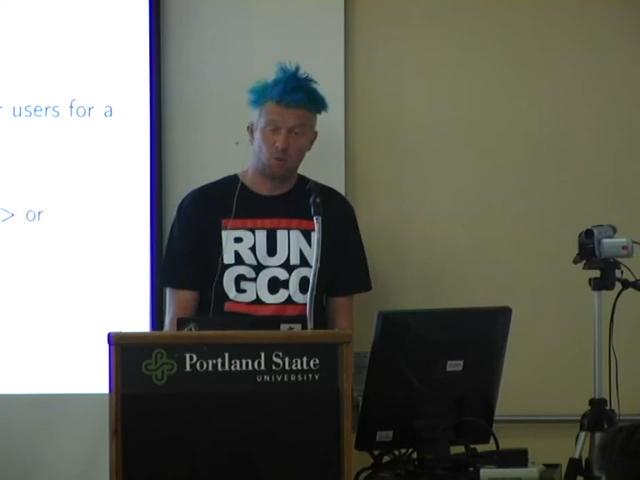 users for a
> or
RUN
GCC
Portland State
UNIVERSITY